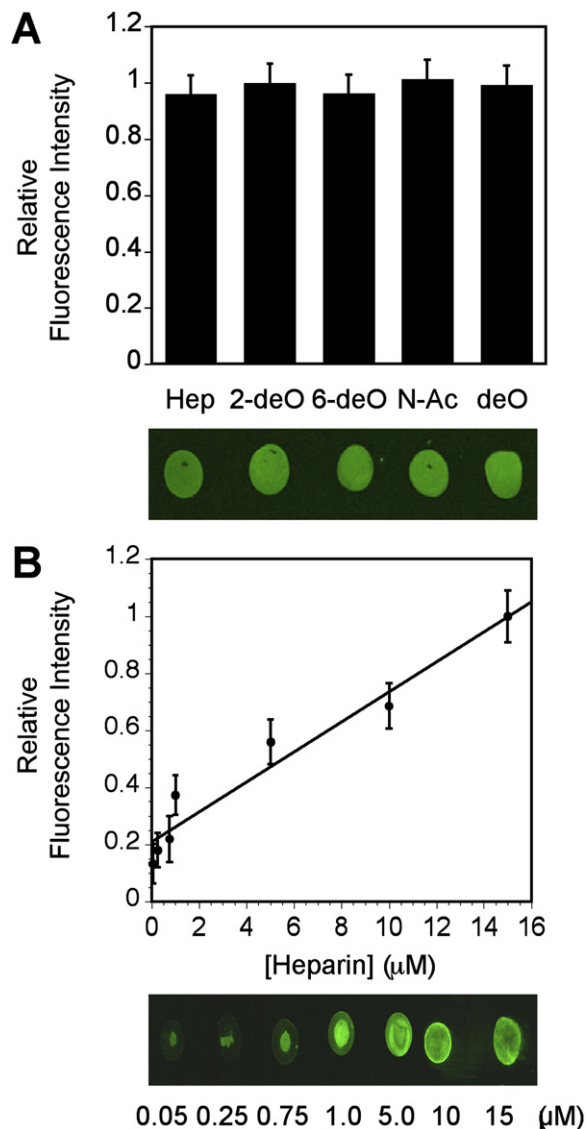 A
Relative
Fluorescence Intensity
1.2
1
0.8
0.6
0.4
0.2
0
Hep 2-deO 6-deO N-Ac deO
B
Relative
Fluorescence Intensity
1.2
1
0.8
0.6
0.4
0.2
0
0 2 4 6 8 10 12 14 16
[Heparin] (μM)
0.05 0.25 0.75 1.0 5.0 10 15 (μM)